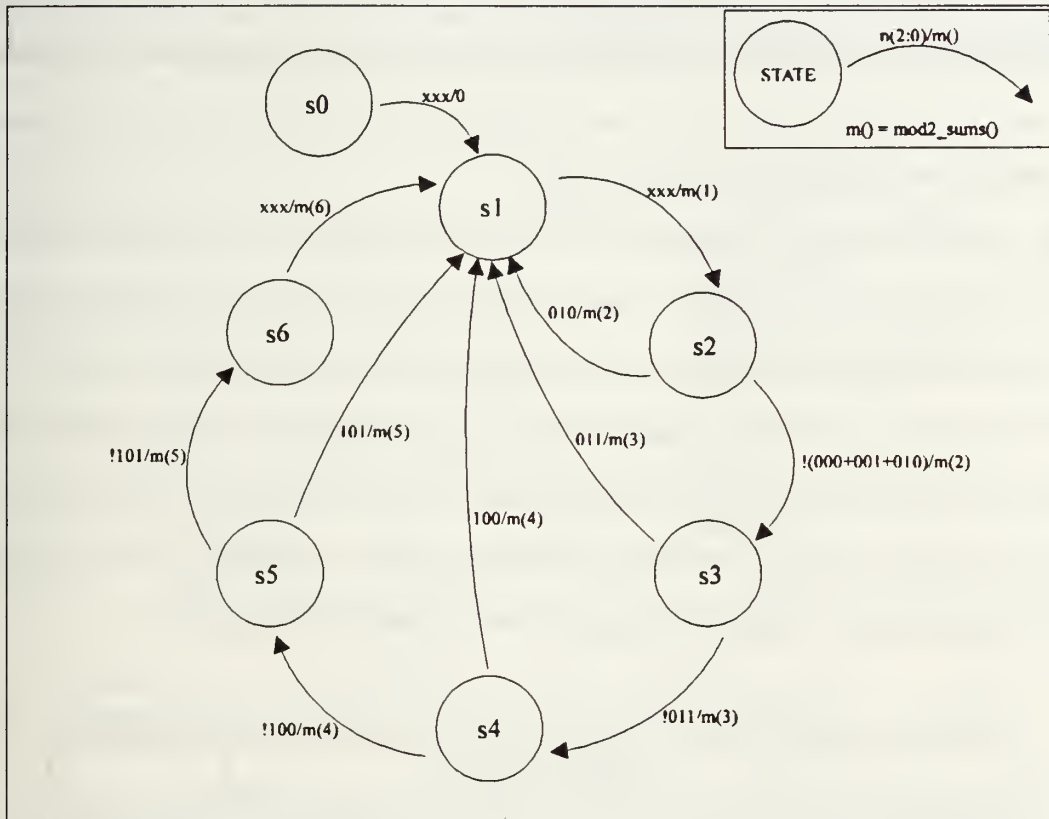 n(2:0)/m()
STATE
m() = mod2_sums()
s0
xxx/0
s1
xxx/m(1)
xxx/m(6)
s6
010/m(2)
s2
!101/m(5)
101/m(5)
011/m(3)
!(000+001+010)/m(2)
100/m(4)
s5
s3
!100/m(4)
s4
!011/m(3)